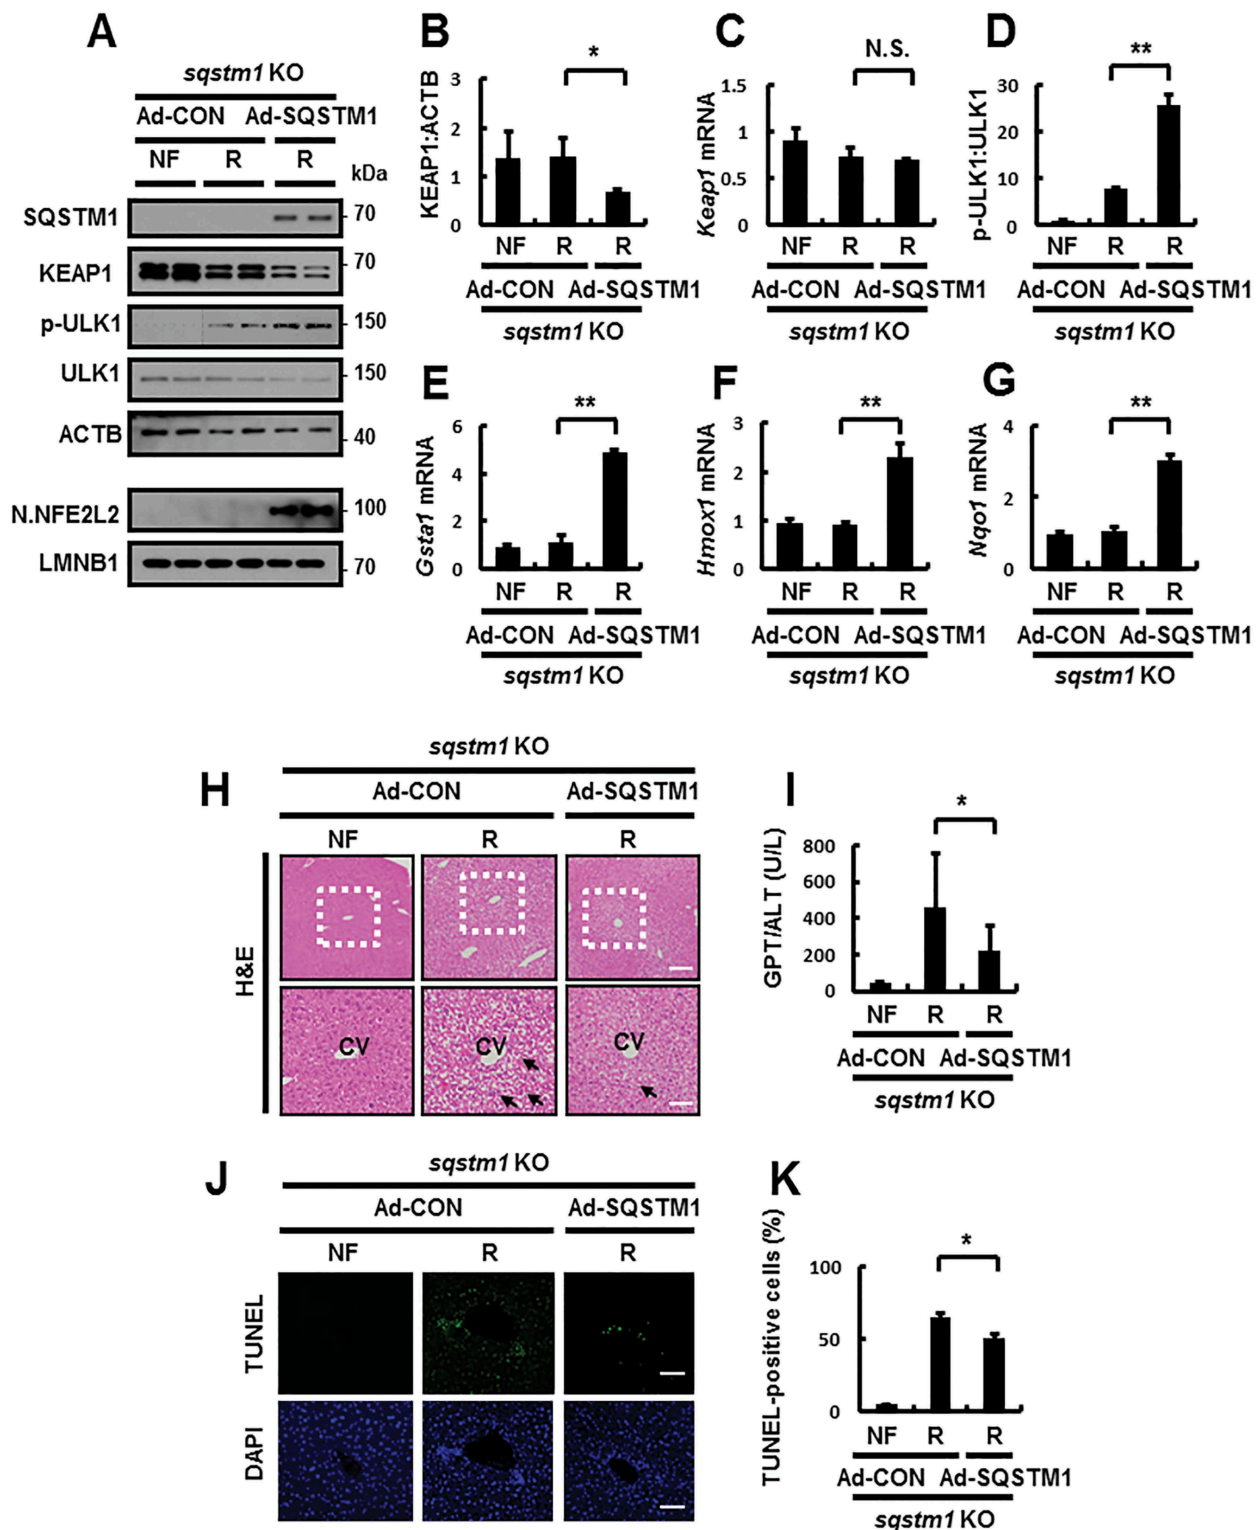 A
sqstm1 KO
Ad-CON Ad-SQSTM1
NF R R
kDa
SQSTM1 - 70
KEAP1 70
p-ULK1 - 150
ULK1 - 150
ACTB - 40
N.NFE2L2 - 100
LMNB1 - 70
B
*
KEAP1:ACTB
3
2
1
0
NF R R
Ad-CON Ad-SQSTM1
sqstm1 KO
C
N.S.
Keap1 mRNA
1.5
1
0.5
0
NF R R
Ad-CON Ad-SQSTM1
sqstm1 KO
D
**
p-ULK1:ULK1
30
20
10
0
NF R R
Ad-CON Ad-SQSTM1
sqstm1 KO
E
**
Gsta1 mRNA
6
4
2
0
NF R R
Ad-CON Ad-SQSTM1
sqstm1 KO
F
**
Hmox1 mRNA
3
2
1
0
NF R R
Ad-CON Ad-SQSTM1
sqstm1 KO
G
**
Nqo1 mRNA
4
2
0
NF R R
Ad-CON Ad-SQSTM1
sqstm1 KO
H
sqstm1 KO
Ad-CON Ad-SQSTM1
NF R R
H&E
CV CV CV
I
*
GPT/ALT (U/L)
800
600
400
200
0
NF R R
Ad-CON Ad-SQSTM1
sqstm1 KO
J
sqstm1 KO
Ad-CON Ad-SQSTM1
NF R R
TUNEL
DAPI
K
*
TUNEL-positive cells (%)
100
50
0
NF R R
Ad-CON Ad-SQSTM1
sqstm1 KO